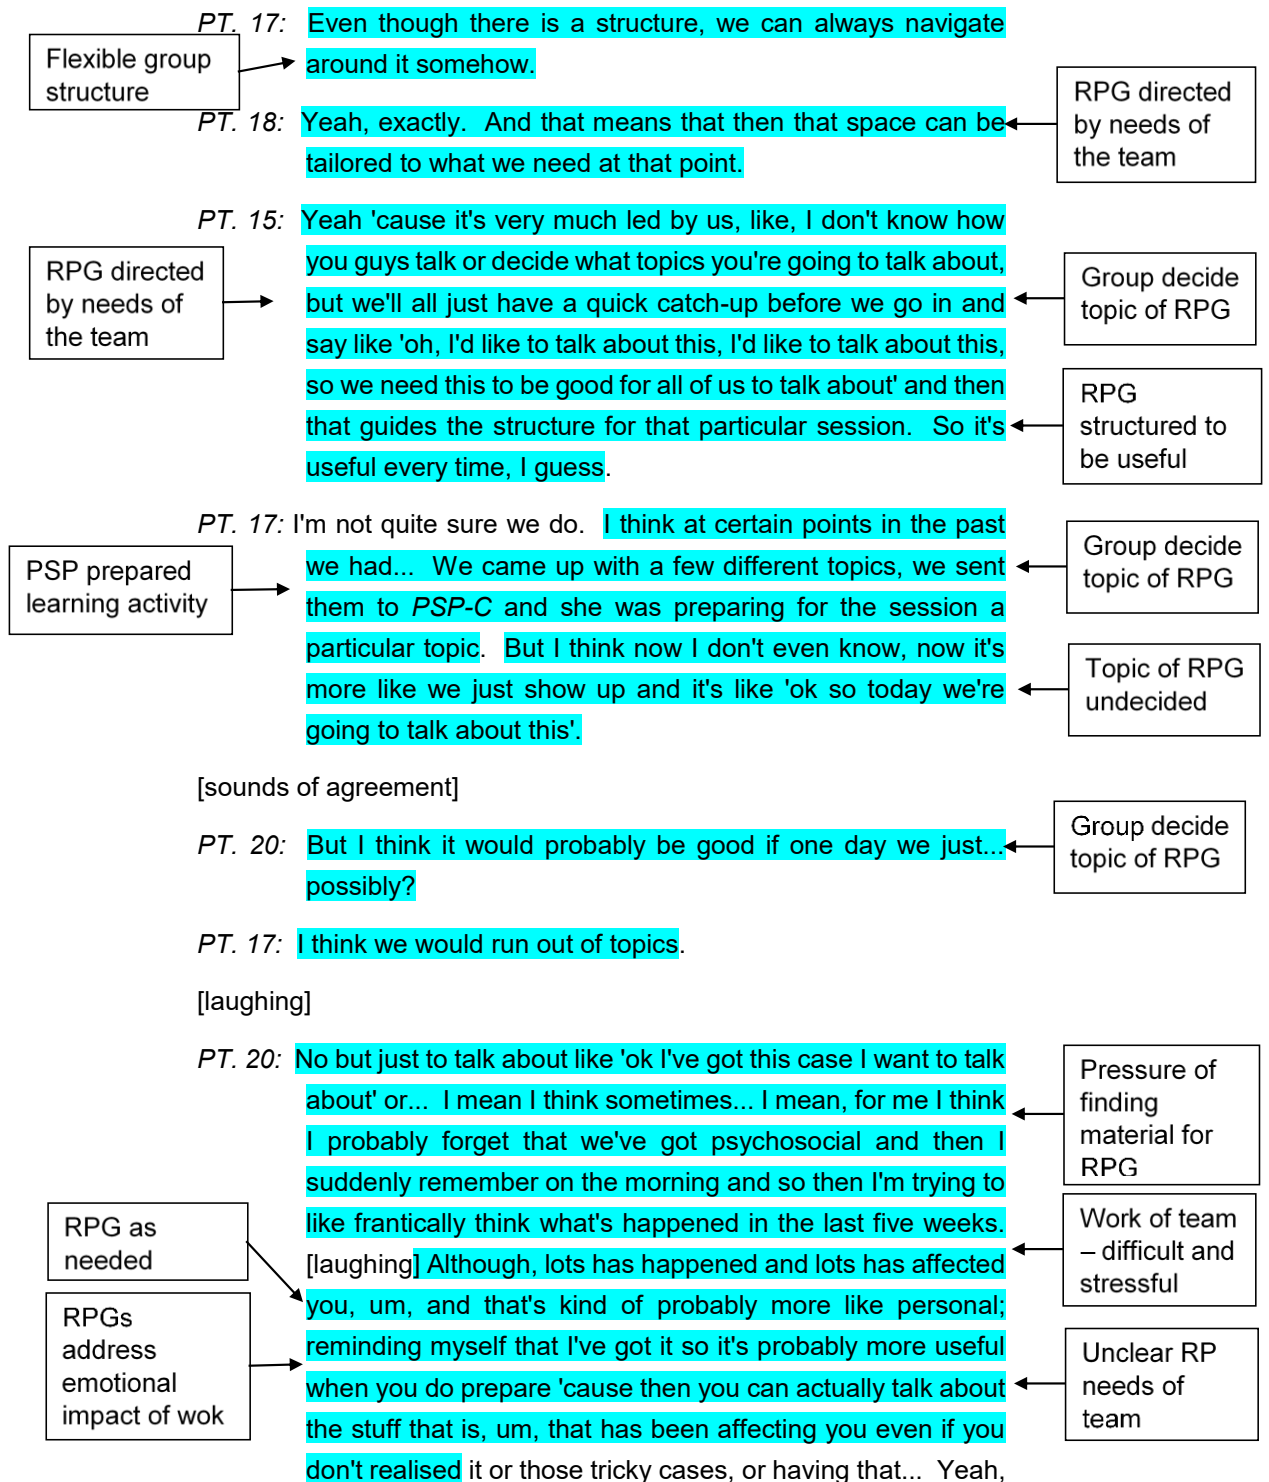 PT. 17: Even though there is a structure, we can always navigate
around it somehow.
Flexible group
structure
PT. 18: Yeah, exactly. And that means that then that space can be
tailored to what we need at that point.
RPG directed
by needs of
the team
PT. 15: Yeah 'cause it's very much led by us, like, I don't know how
you guys talk or decide what topics you're going to talk about,
but we'll all just have a quick catch-up before we go in and
say like 'oh, I'd like to talk about this, I'd like to talk about this,
so we need this to be good for all of us to talk about' and then
that guides the structure for that particular session. So it's
useful every time, I guess.
RPG directed
by needs of
the team
Group decide
topic of RPG
RPG
structured to
be useful
PT. 17: I'm not quite sure we do. I think at certain points in the past
we had... We came up with a few different topics, we sent
them to PSP-C and she was preparing for the session a
particular topic. But I think now I don't even know, now it's
more like we just show up and it's like 'ok so today we're
going to talk about this'.
PSP prepared
learning activity
Group decide
topic of RPG
Topic of RPG
undecided
[sounds of agreement]
PT. 20: But I think it would probably be good if one day we just...
possibly?
Group decide
topic of RPG
PT. 17: I think we would run out of topics.
[laughing]
PT. 20: No but just to talk about like 'ok I've got this case I want to talk
about' or... I mean I think sometimes... I mean, for me I think
I probably forget that we've got psychosocial and then I
suddenly remember on the morning and so then I'm trying to
like frantically think what's happened in the last five weeks.
[laughing] Although, lots has happened and lots has affected
you, um, and that's kind of probably more like personal;
reminding myself that I've got it so it's probably more useful
when you do prepare 'cause then you can actually talk about
the stuff that is, um, that has been affecting you even if you
don't realised it or those tricky cases, or having that... Yeah,
RPG as
needed
RPGs
address
emotional
impact of wok
Pressure of
finding
material for
RPG
Work of team
– difficult and
stressful
Unclear RP
needs of
team